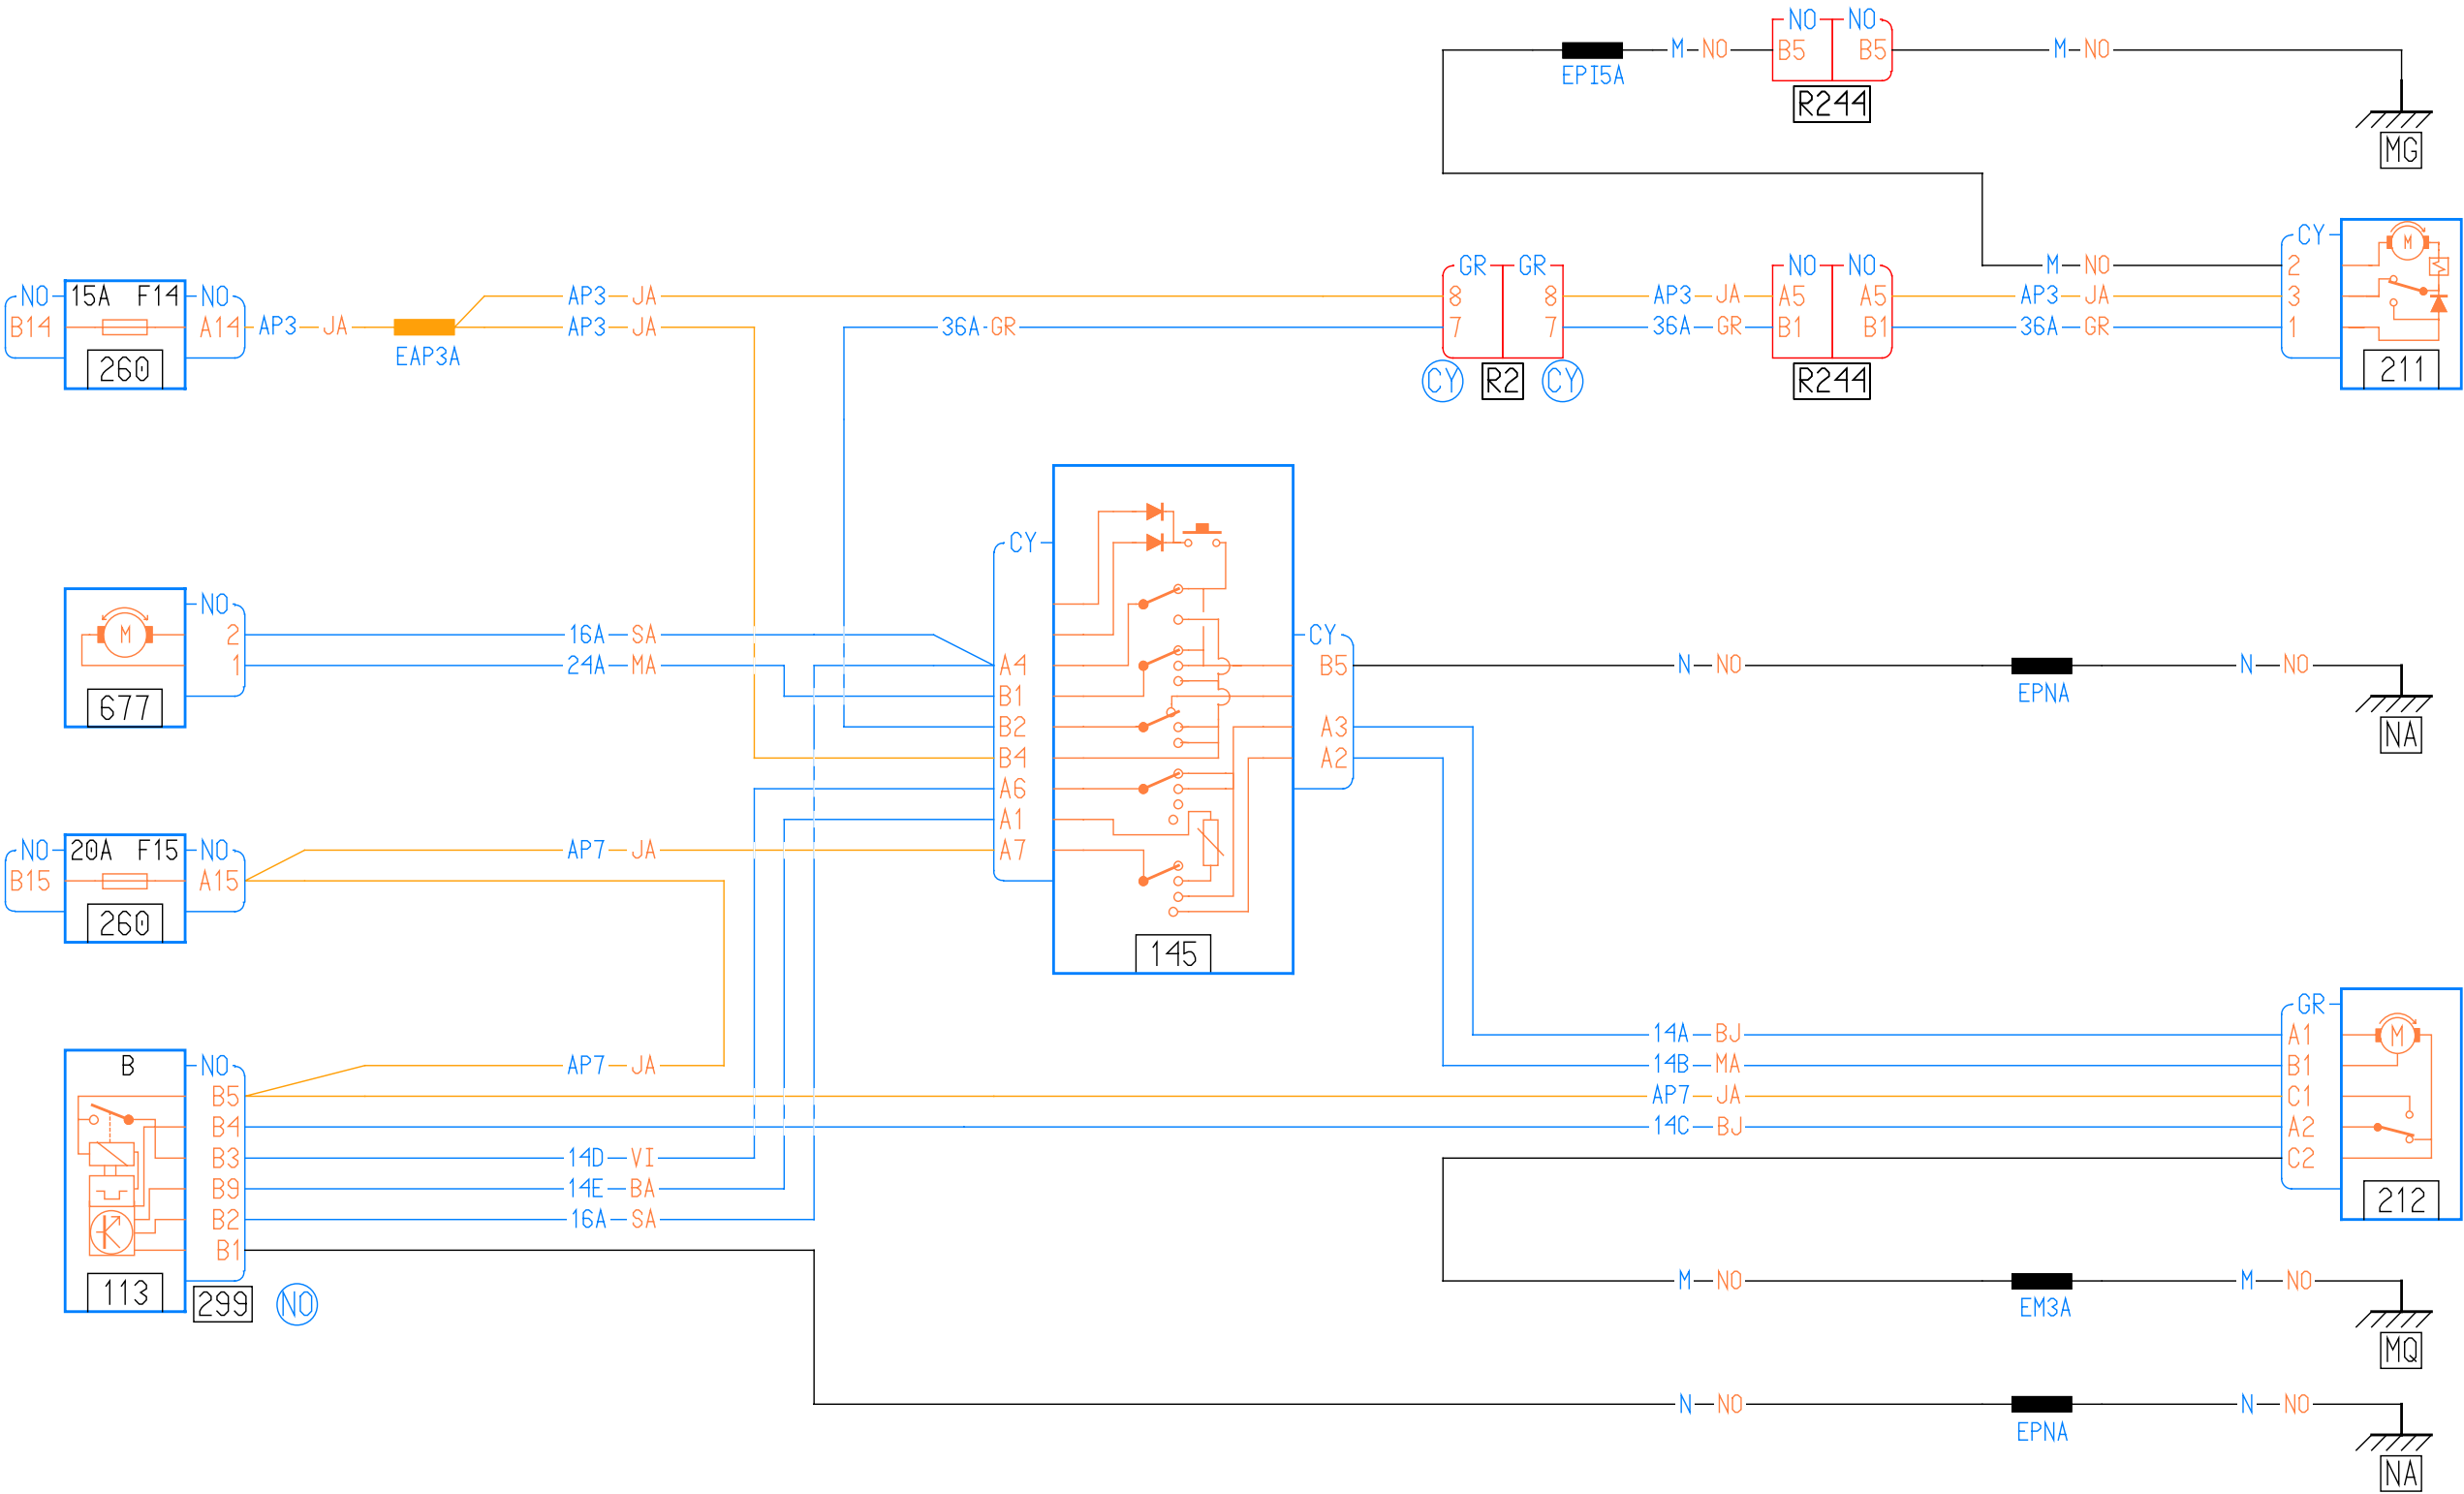 NO NO
M NO B5 B5 M NO
EPI5A
R244
MG
CY
GR GR NO NO M NO 2
NO 15A F14 NO AP3 JA 8 8 AP3 JA A5 A5 AP3 JA 3
B14 A14 AP3 JA AP3 JA 36A GR 7 7 36A GR B1 B1 36A GR 1
EAP3A
260 CY R2 CY R244 211
M
CY
NO
M 2 16A SA CY
1 24A MA A4 B5 N NO N NO
B1 EPNA
677 B2 A3 NA
B4 A2
A6
A1
NO 20A F15 NO AP7 JA A7
B15 A15
260
145
GR
M
14A BJ A1
B NO AP7 JA 14B MA B1
B5 AP7 JA C1
B4 14C BJ A2
B3 14D VI C2
B9 14E BA
B2 16A SA 212
B1
M NO M NO
113 299 NO EM3A
MQ
N NO N NO
EPNA
NA